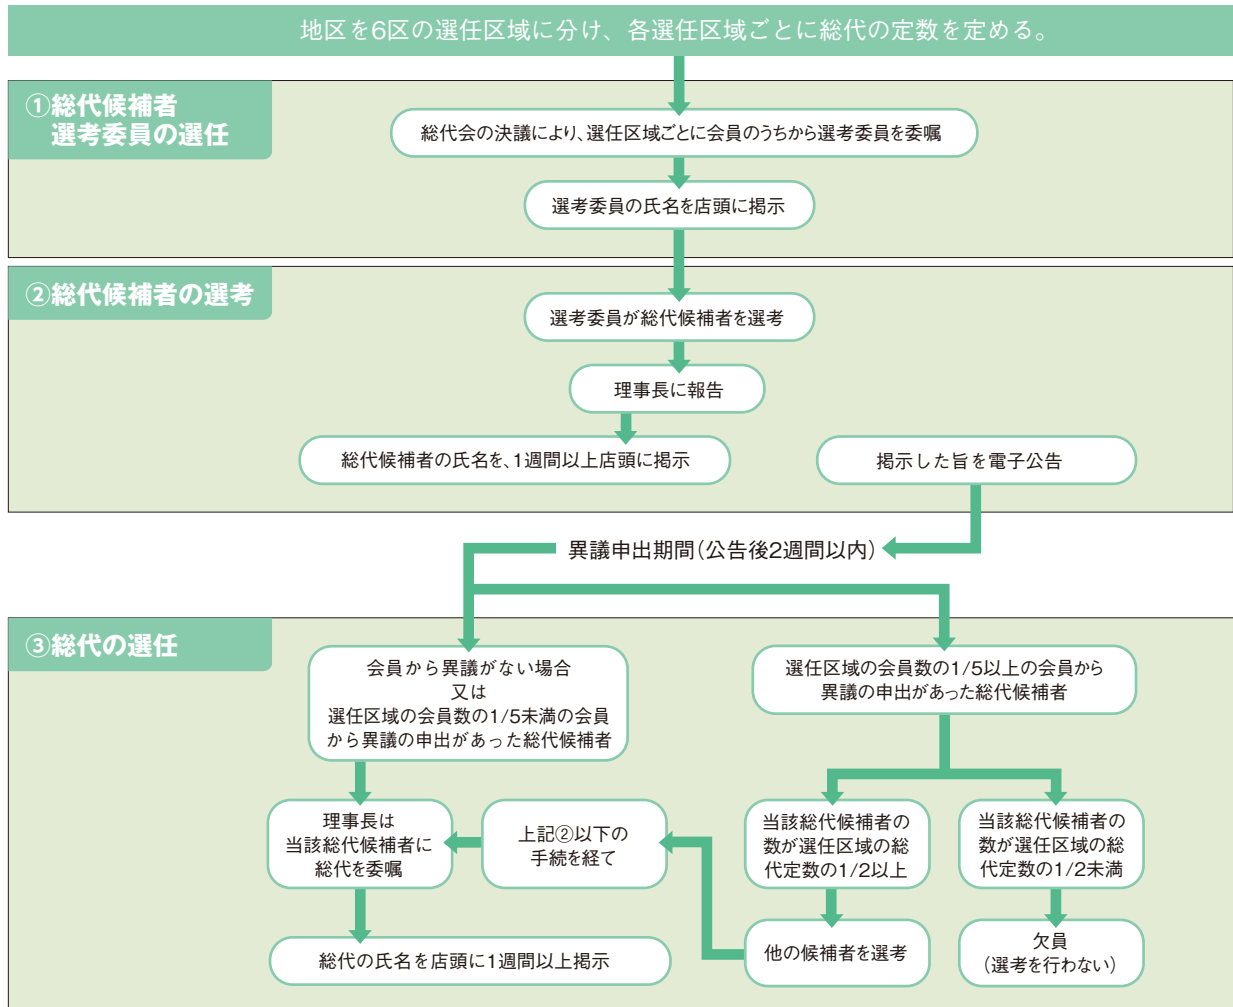 地区を6区の選任区域に分け、各選任区域ごとに総代の定数を定める。
①総代候補者
選考委員の選任
総代会の決議により、選任区域ごとに会員のうちから選考委員を委嘱
選考委員の氏名を店頭に掲示
②総代候補者の選考
選考委員が総代候補者を選考
理事長に報告
総代候補者の氏名を、1週間以上店頭に掲示
掲示した旨を電子公告
異議申出期間（公告後2週間以内）
③総代の選任
会員から異議がない場合
又は
選任区域の会員数の1/5未満の会員
から異議の申出があった総代候補者
選任区域の会員数の1/5以上の会員から
異議の申出があった総代候補者
理事長は
当該総代候補者に
総代を委嘱
上記②以下の
手続を経て
当該総代候補者の
数が選任区域の総
代定数の1/2以上
当該総代候補者の
数が選任区域の総
代定数の1/2未満
総代の氏名を店頭に1週間以上掲示
他の候補者を選考
欠員
（選考を行わない）